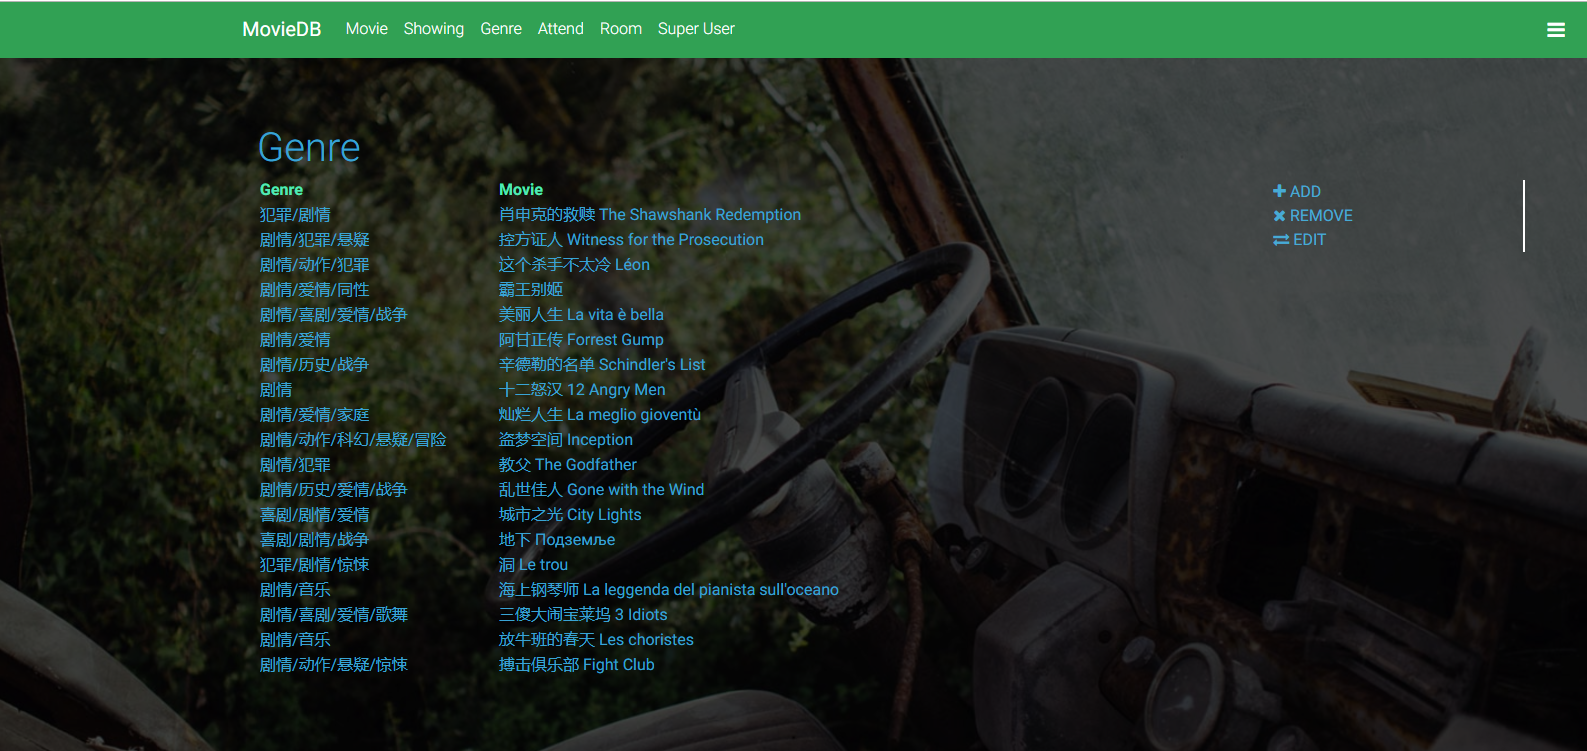 MovieDB Movie Showing Genre Attend Room Super User
Genre
Genre Movie
犯罪/剧情 肖申克的救赎 The Shawshank Redemption
剧情/犯罪/悬疑 控方证人 Witness for the Prosecution
剧情/动作/犯罪 这个杀手不太冷 Léon
剧情/爱情/同性 霸王别姬
剧情/喜剧/爱情/战争 美丽人生 La vita è bella
剧情/爱情 阿甘正传 Forrest Gump
剧情/历史/战争 辛德勒的名单 Schindler's List
剧情 十二怒汉 12 Angry Men
剧情/爱情/家庭 灿烂人生 La meglio gioventù
剧情/动作/科幻/悬疑/冒险 盗梦空间 Inception
剧情/犯罪 教父 The Godfather
剧情/历史/爱情/战争 乱世佳人 Gone with the Wind
喜剧/剧情/爱情 城市之光 City Lights
喜剧/剧情/战争 地下 Подземље
犯罪/剧情/惊悚 洞 Le trou
剧情/音乐 海上钢琴师 La leggenda del pianista sull'oceano
剧情/喜剧/爱情/歌舞 三傻大闹宝莱坞 3 Idiots
剧情/音乐 放牛班的春天 Les choristes
剧情/动作/悬疑/惊悚 搏击俱乐部 Fight Club
ADD
REMOVE
EDIT